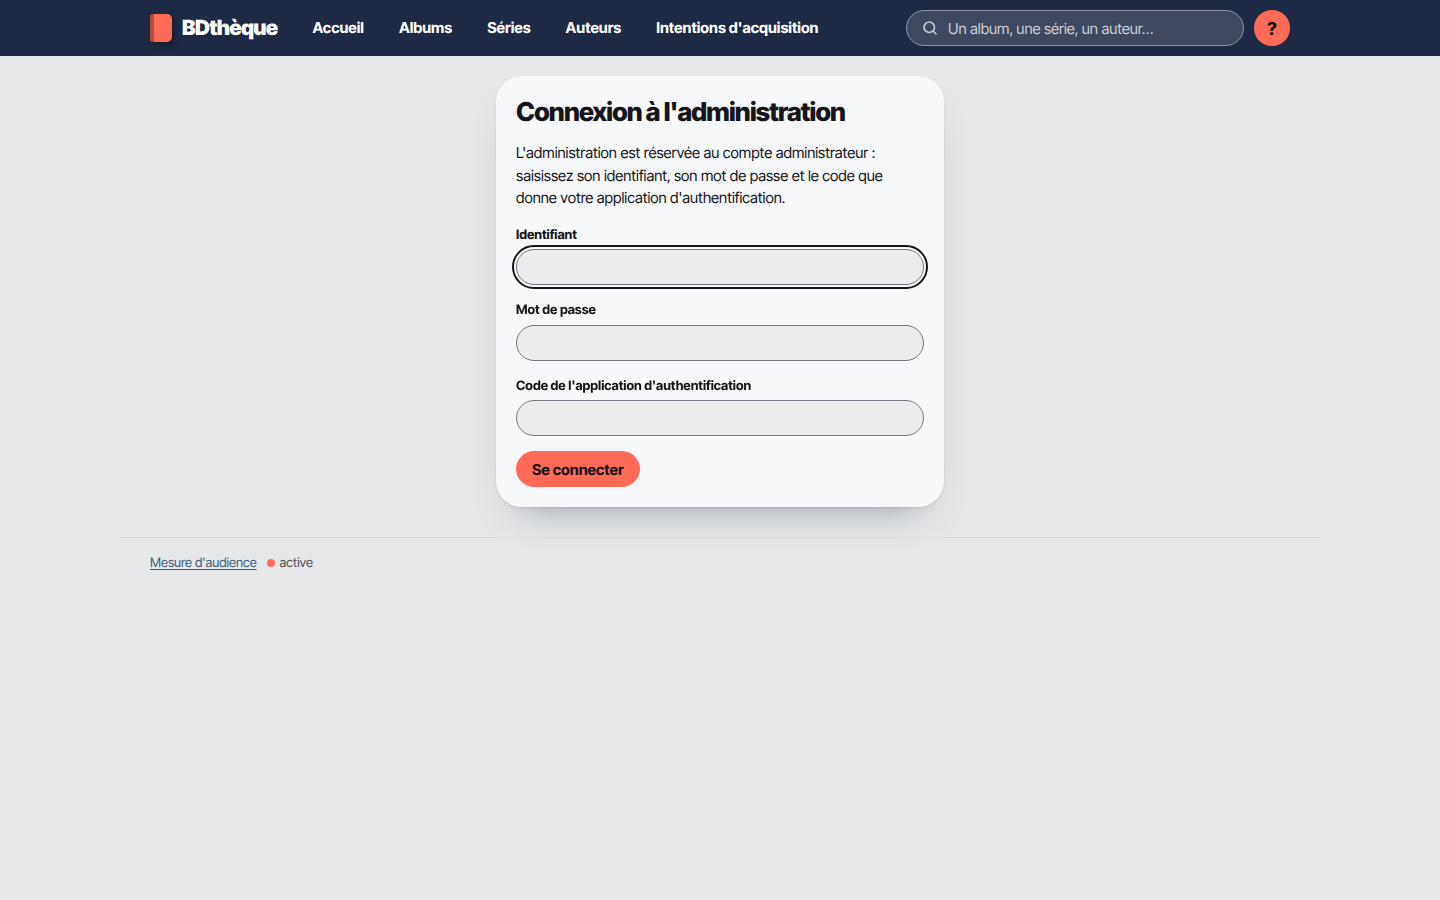 BDthèque
Accueil
Albums
Séries
Auteurs
Intentions d'acquisition
Un album, une série, un auteur...
?
Connexion à l'administration
L'administration est réservée au compte administrateur :
saisissez son identifiant, son mot de passe et le code que
donne votre application d'authentification.
Identifiant
Mot de passe
Code de l'application d'authentification
Se connecter
Mesure d'audience
active